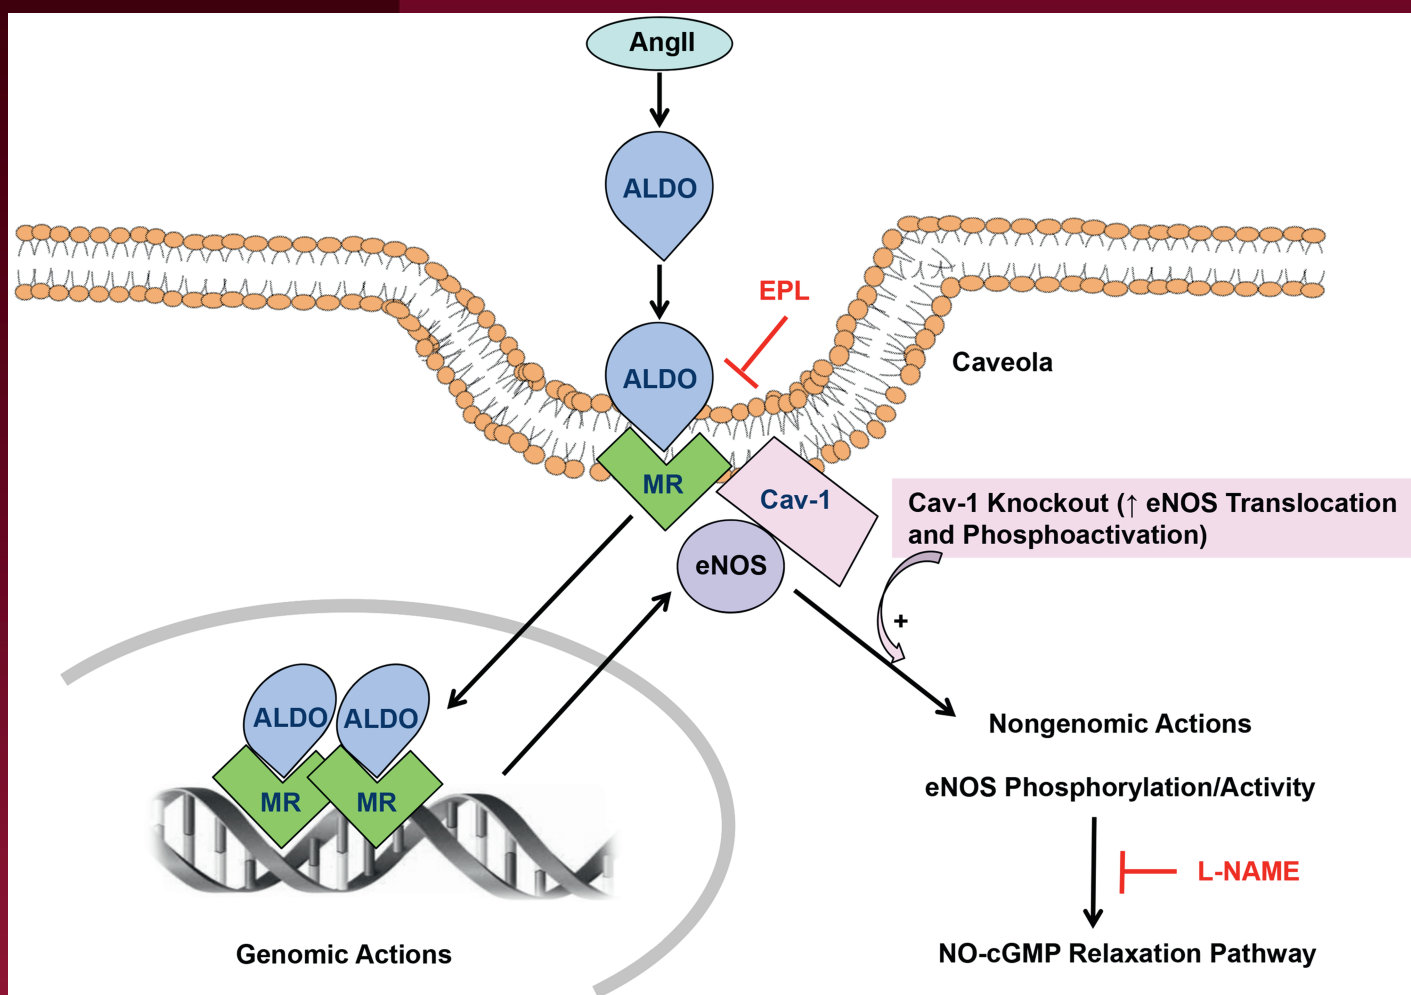 AngII
ALDO
EPL
ALDO
Caveola
MR
Cav-1
Cav-1 Knockout (↑ eNOS Translocation
and Phosphoactivation)
eNOS
+
ALDO
ALDO
MR
MR
Nongenomic Actions
eNOS Phosphorylation/Activity
L-NAME
Genomic Actions
NO-cGMP Relaxation Pathway